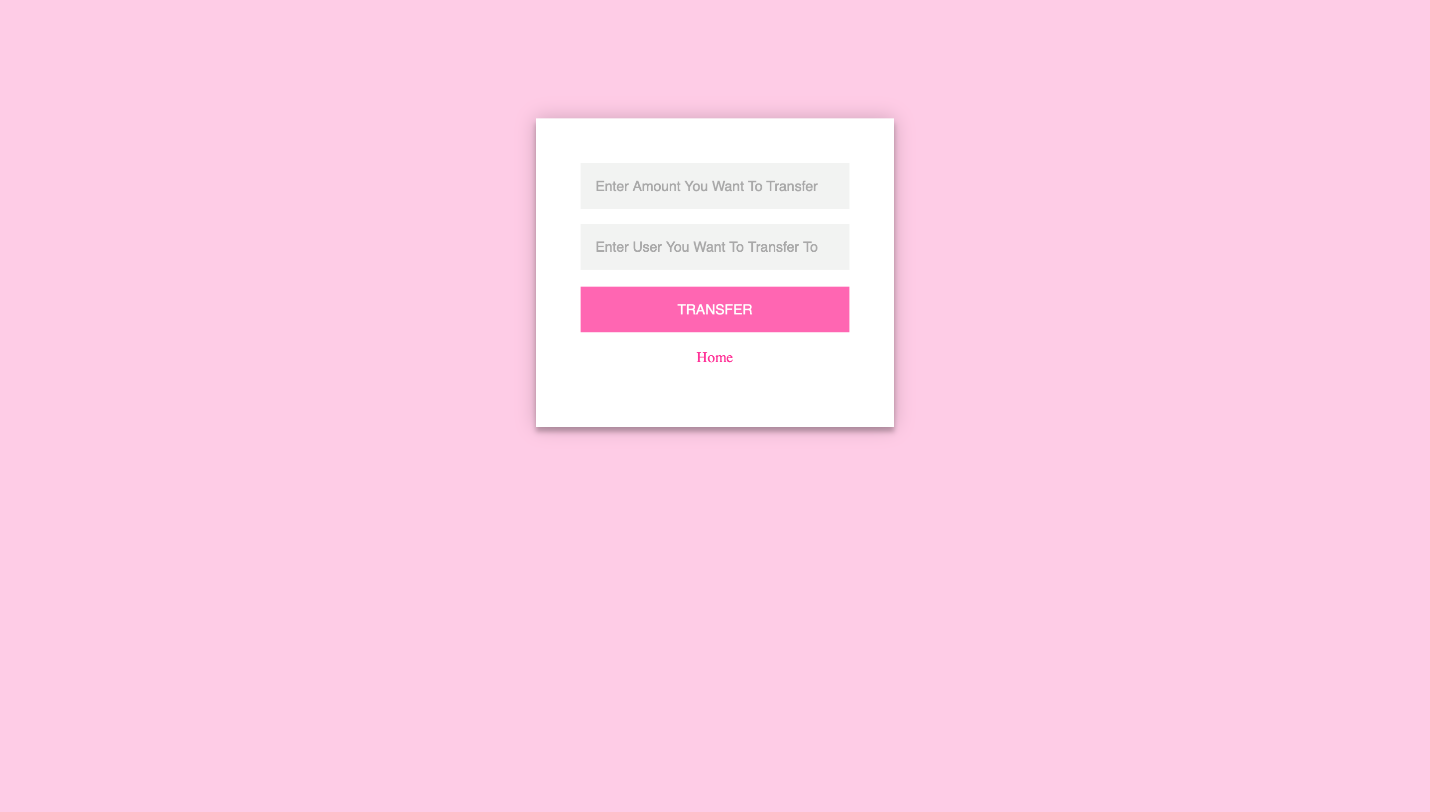 Enter Amount You Want To Transfer
Enter User You Want To Transfer To
TRANSFER
Home